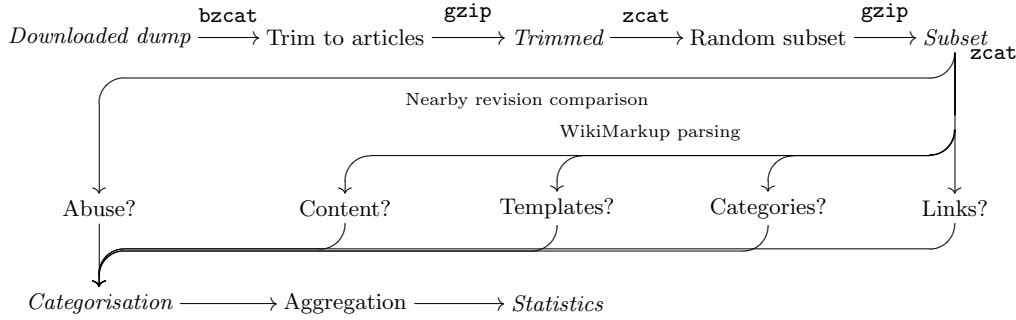 bzcat gzip zcat gzip
Downloaded dump Trim to articles Trimmed Random subset Subset
zcat
Nearby revision comparison
WikiMarkup parsing
Abuse? Content? Templates? Categories? Links?
Categorisation Aggregation Statistics